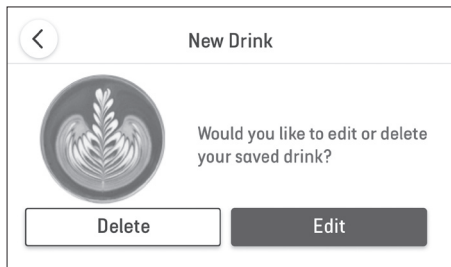 New Drink
Would you like to edit or delete
your saved drink?
Delete
Edit